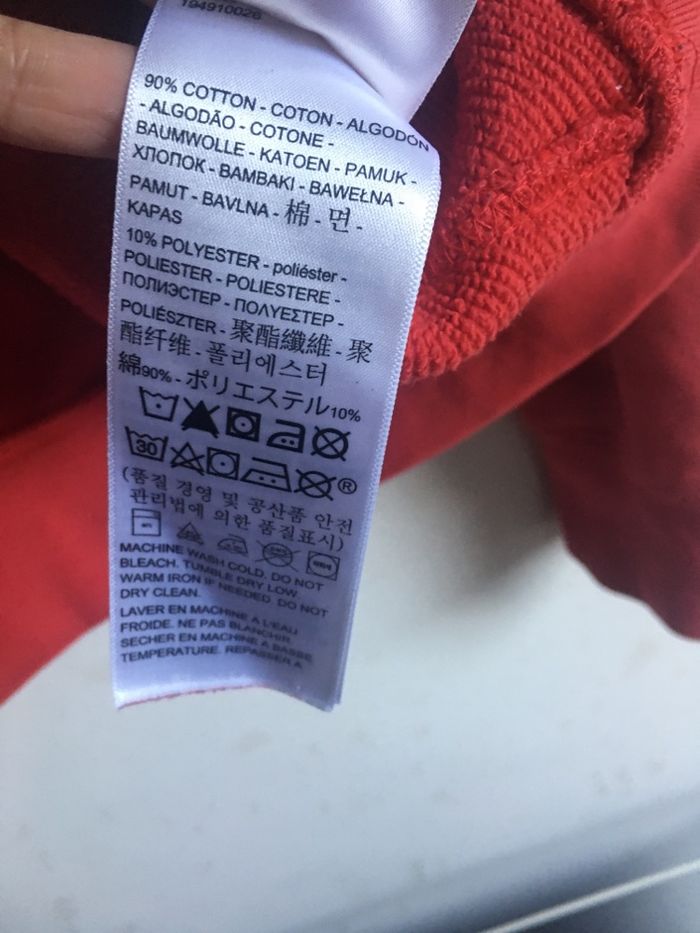 194910026
90% COTTON - COTON - ALGODÓN
- ALGODÃO - COTONE -
BAUMWOLLE - KATOEN - PAMUK -
ХЛОПОК - BAMBAKI - BAWEŁNA -
PAMUT - BAVLNA - 棉 - 면 -
KAPAS
10% POLYESTER - poliéster -
POLIESTER - POLIESTERE -
ПОЛИЭСТЕР - ΠΟΛΥΕΣΤΕΡ -
POLIÉSZTER - 聚酯纖維 - 聚
酯纤维 - 폴리에스터
綿90% - ポリエステル10%
30 ®
(품질 경영 및 공산품 안전
관리법에 의한 품질표시)
MACHINE WASH COLD. DO NOT
BLEACH. TUMBLE DRY LOW.
WARM IRON IF NEEDED. DO NOT
DRY CLEAN.
LAVER EN MACHINE A L'EAU
FROIDE. NE PAS BLANCHIR.
SECHER EN MACHINE A BASSE
TEMPERATURE. REPASSER A